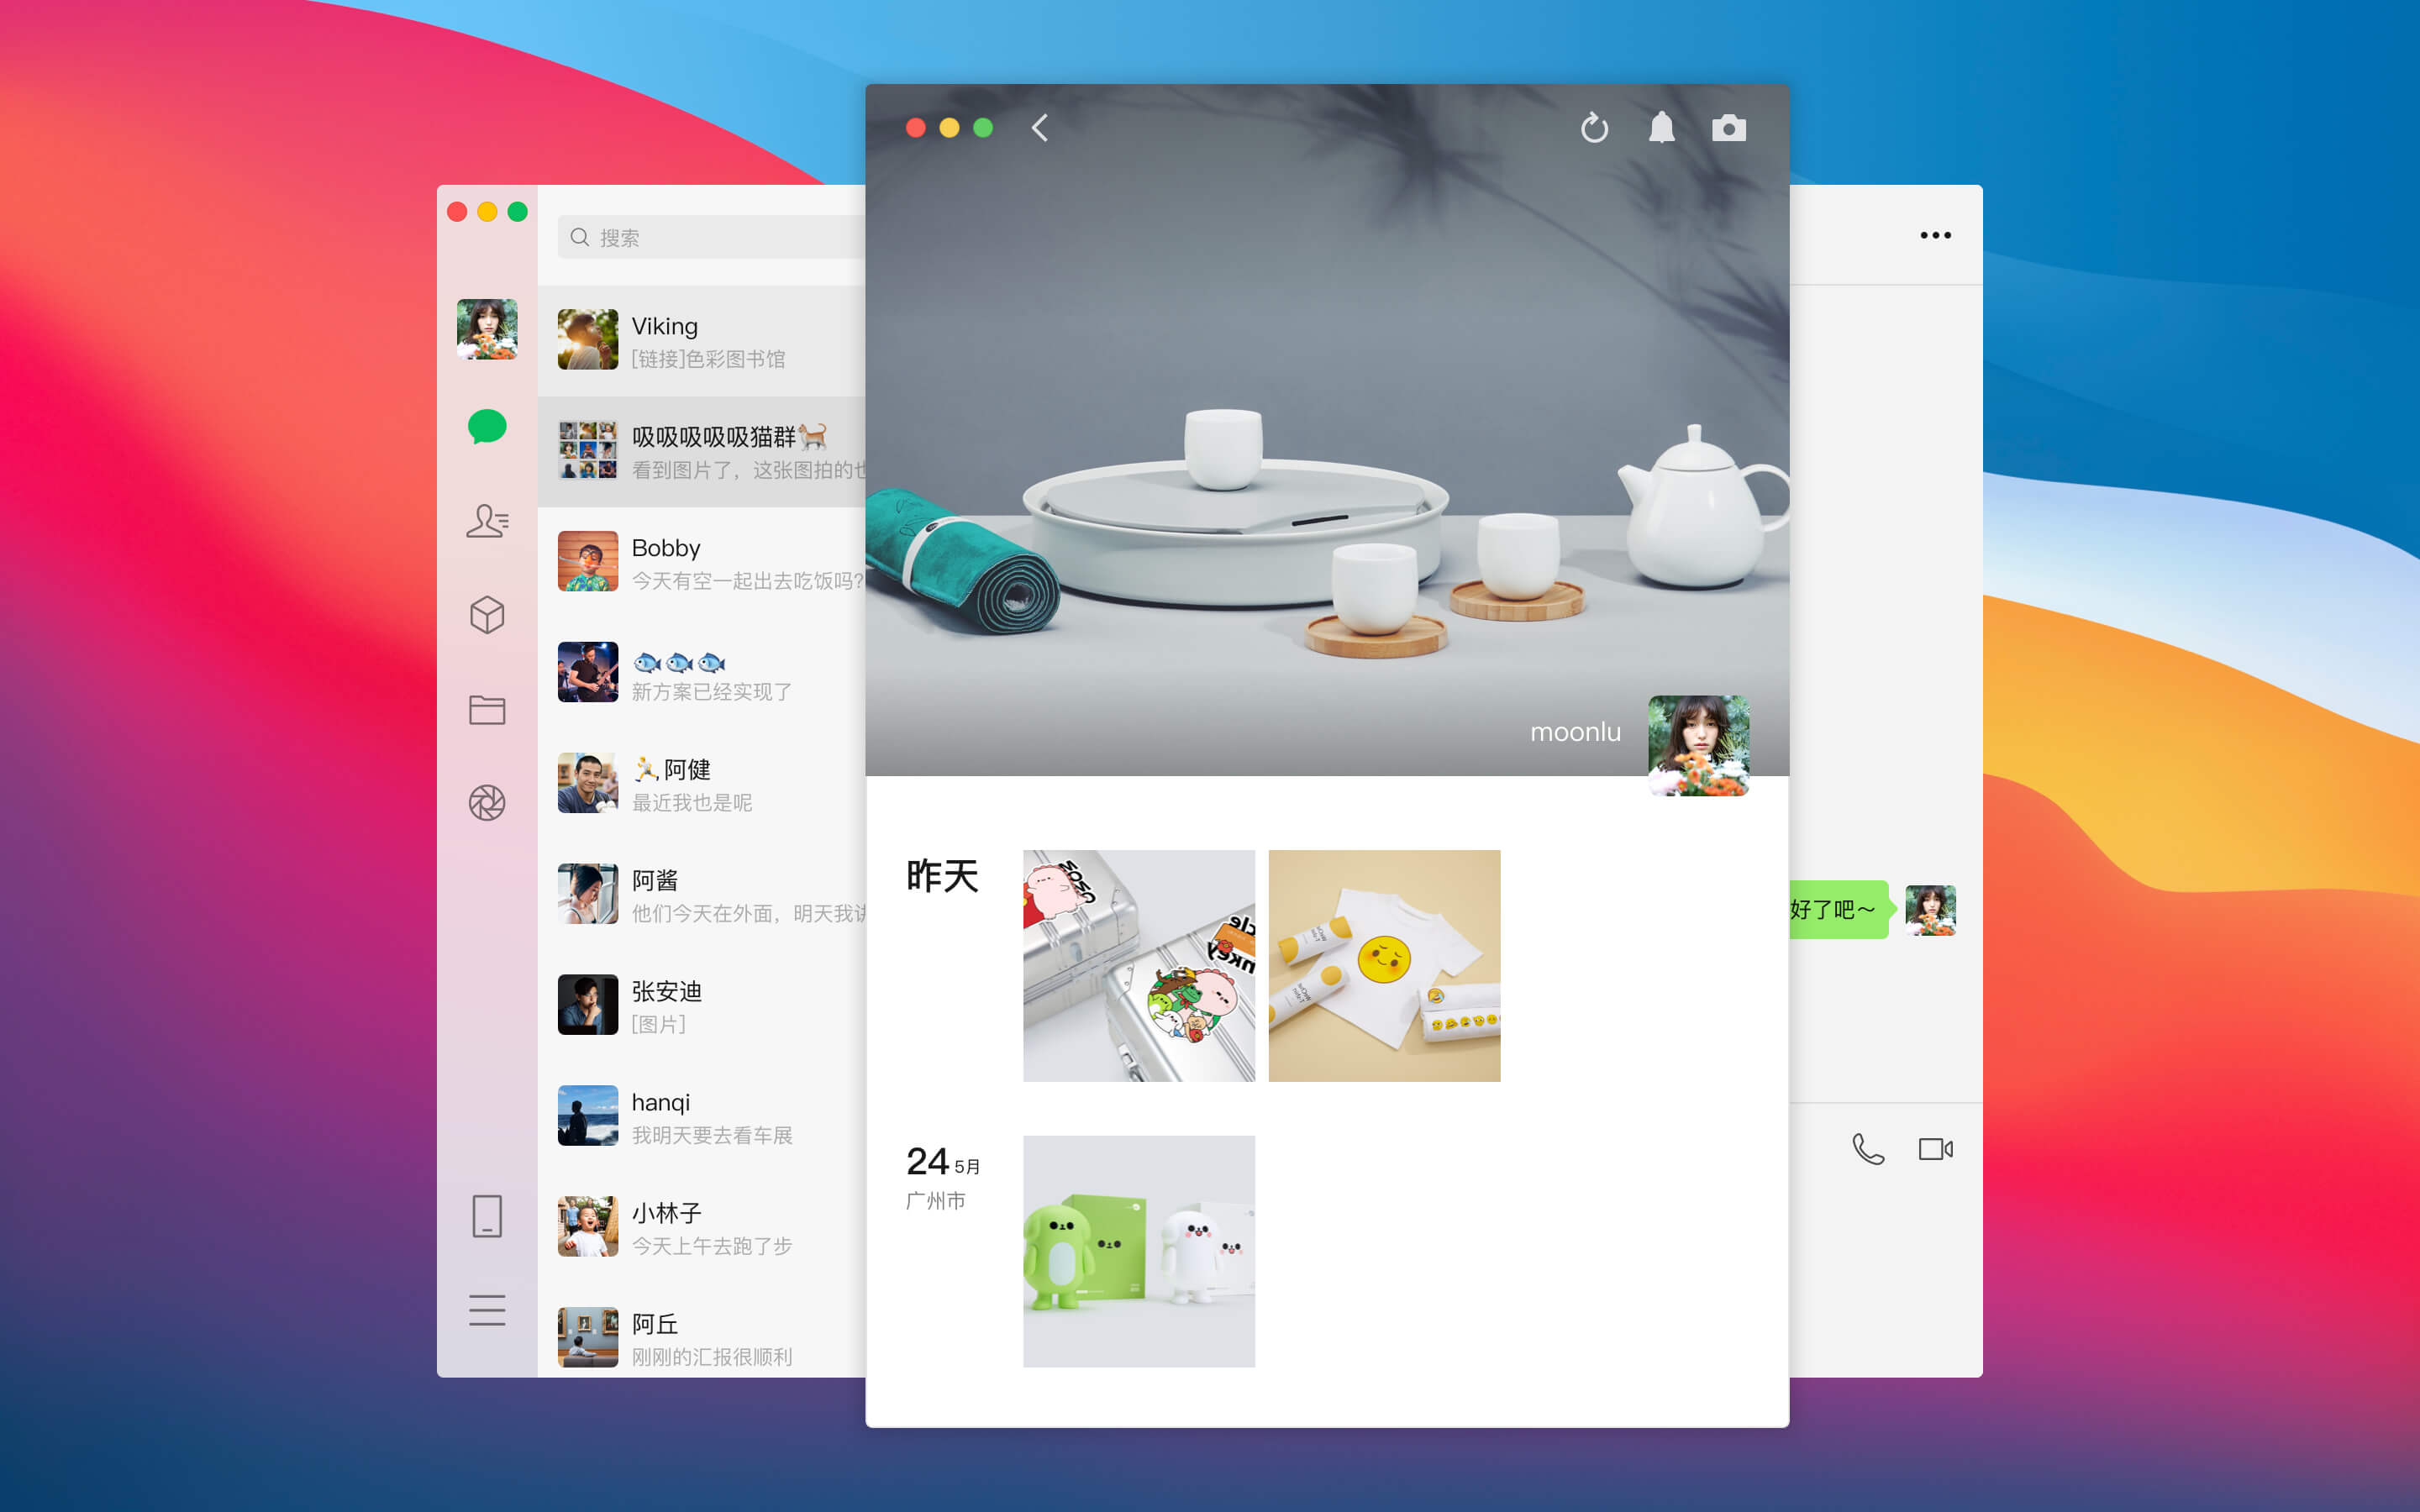 搜索
Viking
[链接]色彩图书馆
吸吸吸吸吸猫群🐈
看到图片了，这张图拍的也
Bobby
今天有空一起出去吃饭吗?
🐟🐟🐟
新方案已经实现了
🏃阿健
最近我也是呢
阿酱
他们今天在外面，明天我讲
张安迪
[图片]
hanqi
我明天要去看车展
小林子
今天上午去跑了步
阿丘
刚刚的汇报很顺利
moonlu
昨天
24 5月
广州市
好了吧～